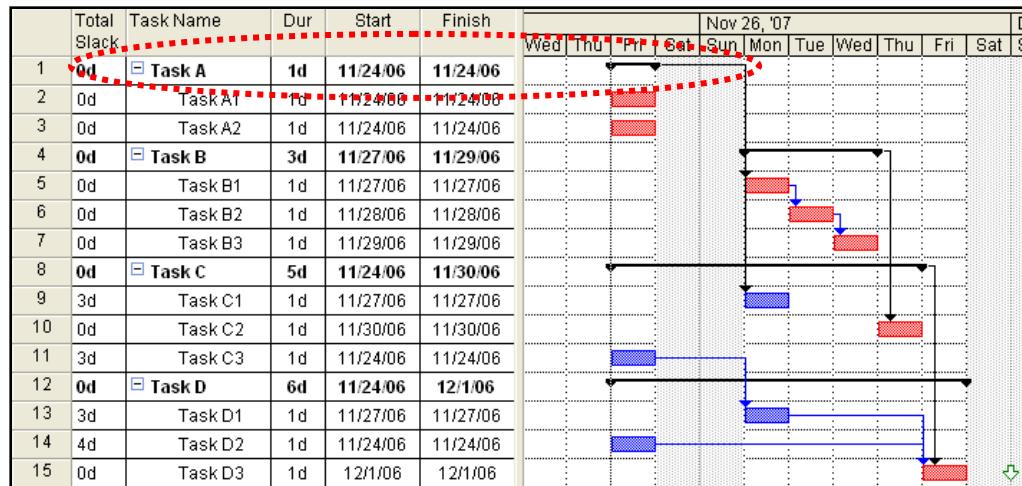 Total Slack Task Name Dur Start Finish
Nov 26, '07 D
Wed Thu Fri Sat Sun Mon Tue Wed Thu Fri Sat S
1 0d Task A 1d 11/24/06 11/24/06
2 0d Task A1 1d 11/24/06 11/24/06
3 0d Task A2 1d 11/24/06 11/24/06
4 0d Task B 3d 11/27/06 11/29/06
5 0d Task B1 1d 11/27/06 11/27/06
6 0d Task B2 1d 11/28/06 11/28/06
7 0d Task B3 1d 11/29/06 11/29/06
8 0d Task C 5d 11/24/06 11/30/06
9 3d Task C1 1d 11/27/06 11/27/06
10 0d Task C2 1d 11/30/06 11/30/06
11 3d Task C3 1d 11/24/06 11/24/06
12 0d Task D 6d 11/24/06 12/1/06
13 3d Task D1 1d 11/27/06 11/27/06
14 4d Task D2 1d 11/24/06 11/24/06
15 0d Task D3 1d 12/1/06 12/1/06